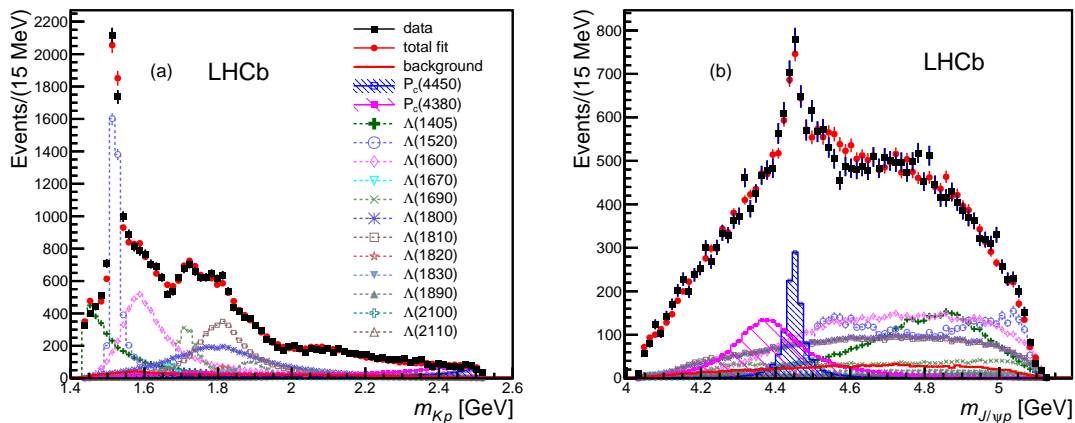 2200
2000
1800
1600
1400
1200
1000
800
600
400
200
0
Events/(15 MeV)
(a)
LHCb
data
total fit
background
P_c(4450)
P_c(4380)
Λ(1405)
Λ(1520)
Λ(1600)
Λ(1670)
Λ(1690)
Λ(1800)
Λ(1810)
Λ(1820)
Λ(1830)
Λ(1890)
Λ(2100)
Λ(2110)
1.4 1.6 1.8 2 2.2 2.4 2.6
m_Kp [GeV]
800
700
600
500
400
300
200
100
0
Events/(15 MeV)
(b)
LHCb
4 4.2 4.4 4.6 4.8 5
m_J/ψp [GeV]